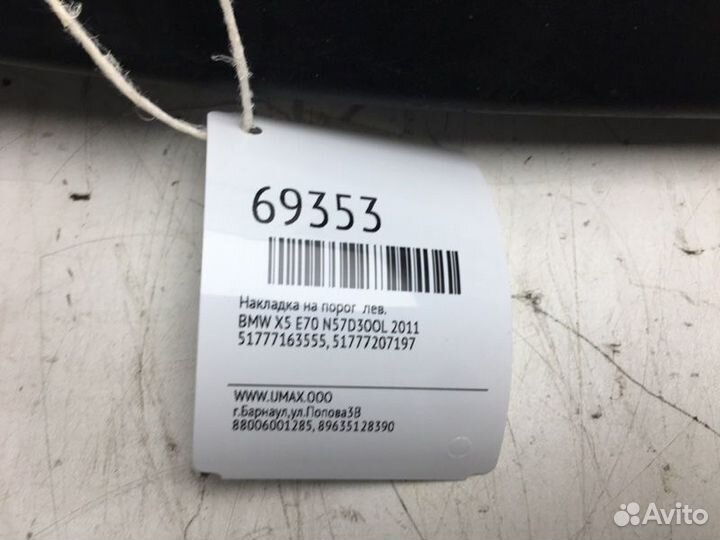 69353
Накладка на порог лев.
BMW X5 E70 N57D30OL 2011
51777163555, 51777207197
WWW.UMAX.OOO
г.Барнаул,ул.Попова3В
88006001285, 89635128390
Avito